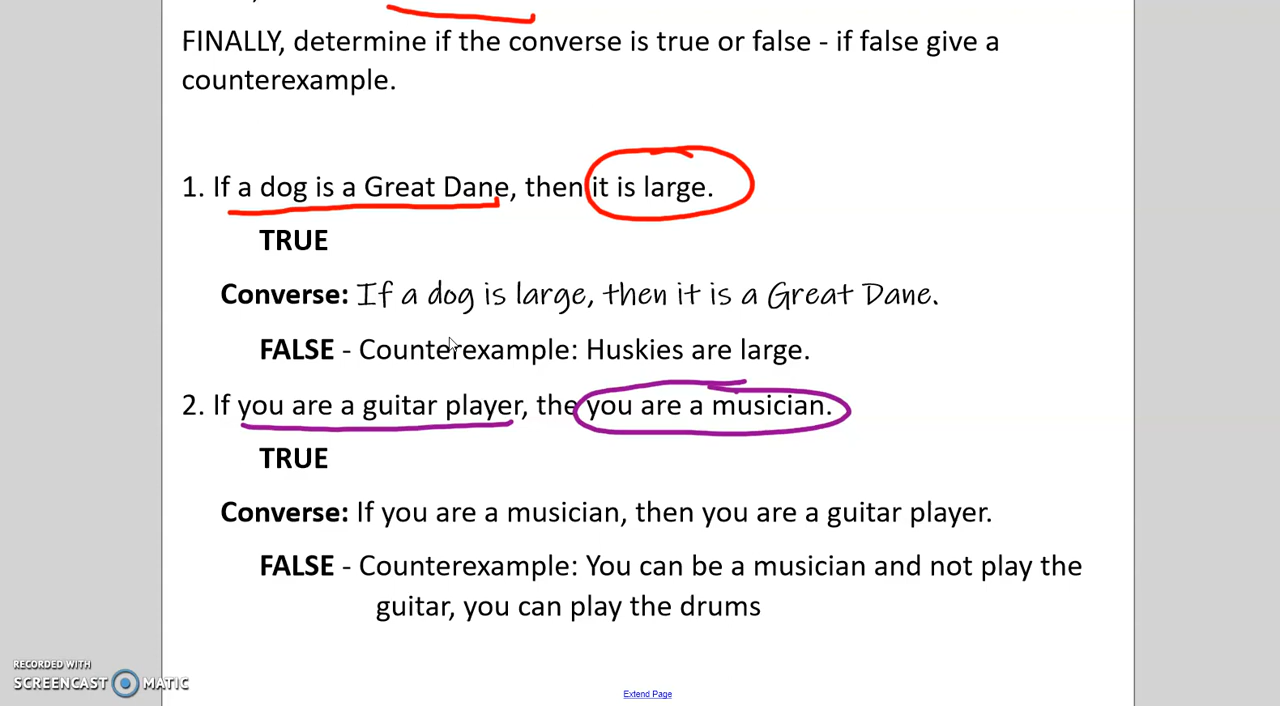 FINALLY, determine if the converse is true or false - if false give a
counterexample.
1. If a dog is a Great Dane, then it is large.
TRUE
Converse: If a dog is large, then it is a Great Dane.
FALSE - Counterexample: Huskies are large.
2. If you are a guitar player, the you are a musician.
TRUE
Converse: If you are a musician, then you are a guitar player.
FALSE - Counterexample: You can be a musician and not play the
guitar, you can play the drums
RECORDED WITH
SCREENCAST MATIC
Extend Page